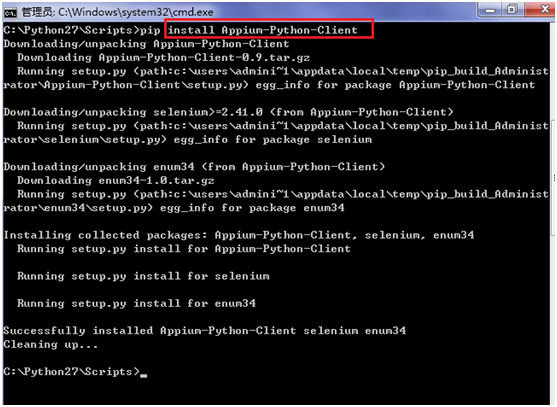 管理员: C:\Windows\system32\cmd.exe
C:\Python27\Scripts>pip install Appium-Python-Client
Downloading/unpacking Appium-Python-Client
  Downloading Appium-Python-Client-0.9.tar.gz
  Running setup.py (path:c:\users\admini~1\appdata\local\temp\pip_build_Administ
rator\Appium-Python-Client\setup.py) egg_info for package Appium-Python-Client

Downloading/unpacking selenium>=2.41.0 (from Appium-Python-Client)
  Running setup.py (path:c:\users\admini~1\appdata\local\temp\pip_build_Administ
rator\selenium\setup.py) egg_info for package selenium

Downloading/unpacking enum34 (from Appium-Python-Client)
  Downloading enum34-1.0.tar.gz
  Running setup.py (path:c:\users\admini~1\appdata\local\temp\pip_build_Administ
rator\enum34\setup.py) egg_info for package enum34

Installing collected packages: Appium-Python-Client, selenium, enum34
  Running setup.py install for Appium-Python-Client

  Running setup.py install for selenium

  Running setup.py install for enum34

Successfully installed Appium-Python-Client selenium enum34
Cleaning up...

C:\Python27\Scripts>_